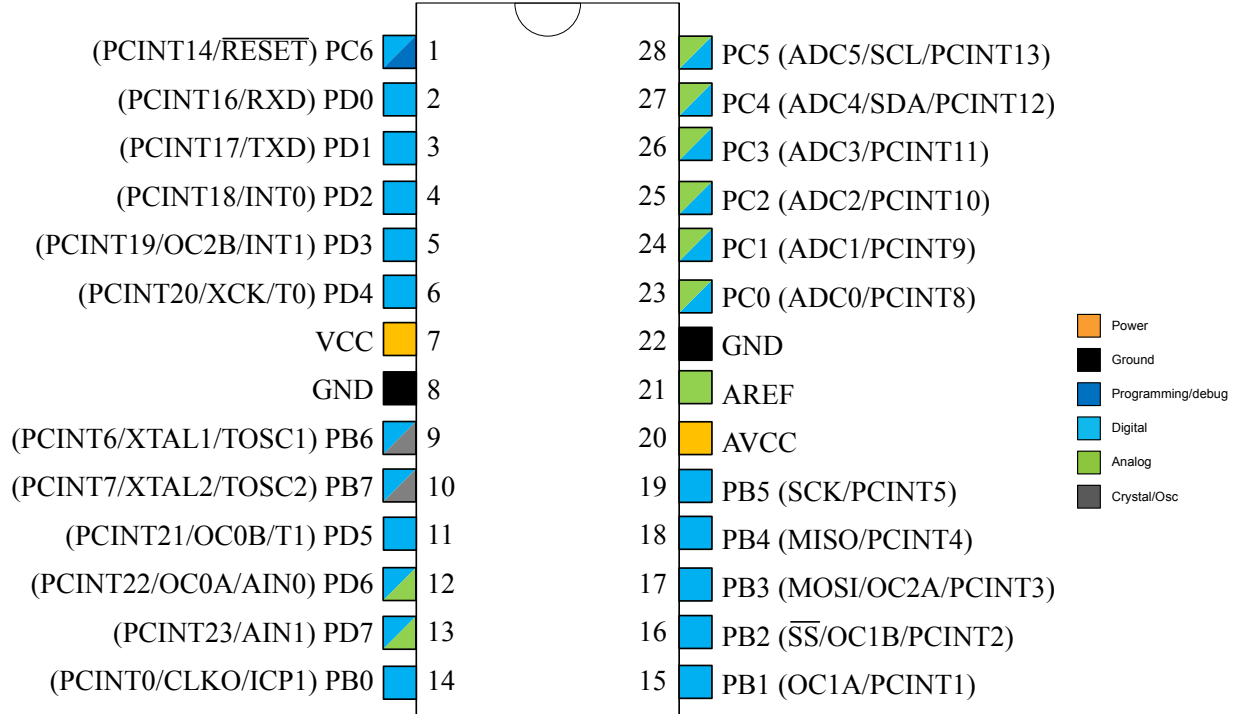 (PCINT14/RESET) PC6 1
(PCINT16/RXD) PD0 2
(PCINT17/TXD) PD1 3
(PCINT18/INT0) PD2 4
(PCINT19/OC2B/INT1) PD3 5
(PCINT20/XCK/T0) PD4 6
VCC 7
GND 8
(PCINT6/XTAL1/TOSC1) PB6 9
(PCINT7/XTAL2/TOSC2) PB7 10
(PCINT21/OC0B/T1) PD5 11
(PCINT22/OC0A/AIN0) PD6 12
(PCINT23/AIN1) PD7 13
(PCINT0/CLKO/ICP1) PB0 14
28 PC5 (ADC5/SCL/PCINT13)
27 PC4 (ADC4/SDA/PCINT12)
26 PC3 (ADC3/PCINT11)
25 PC2 (ADC2/PCINT10)
24 PC1 (ADC1/PCINT9)
23 PC0 (ADC0/PCINT8)
22 GND
21 AREF
20 AVCC
19 PB5 (SCK/PCINT5)
18 PB4 (MISO/PCINT4)
17 PB3 (MOSI/OC2A/PCINT3)
16 PB2 (SS/OC1B/PCINT2)
15 PB1 (OC1A/PCINT1)
Power
Ground
Programming/debug
Digital
Analog
Crystal/Osc